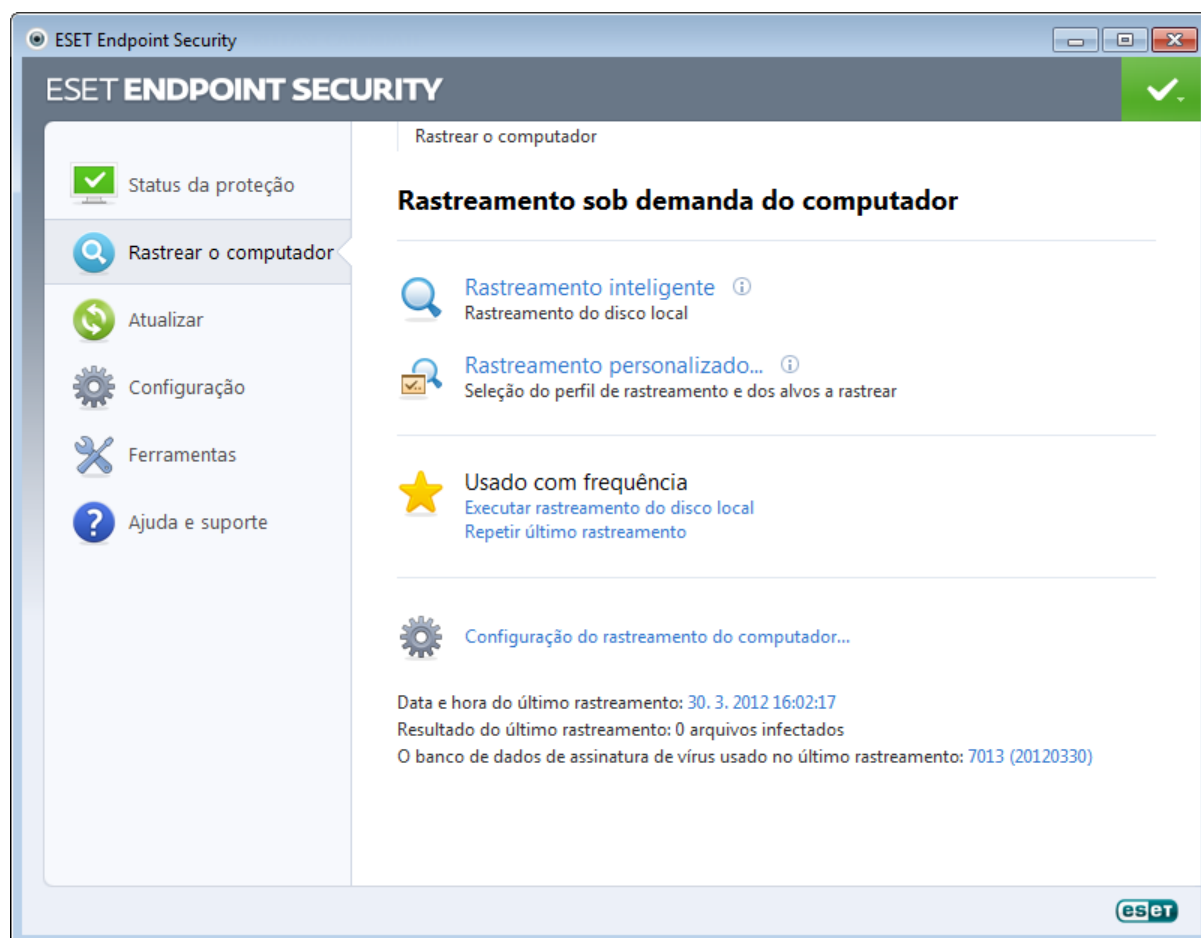 ESET Endpoint Security
ESET ENDPOINT SECURITY
Status da proteção
Rastrear o computador
Atualizar
Configuração
Ferramentas
Ajuda e suporte
Rastrear o computador
Rastreamento sob demanda do computador
Rastreamento inteligente
Rastreamento do disco local
Rastreamento personalizado...
Seleção do perfil de rastreamento e dos alvos a rastrear
Usado com frequência
Executar rastreamento do disco local
Repetir último rastreamento
Configuração do rastreamento do computador...
Data e hora do último rastreamento: 30. 3. 2012 16:02:17
Resultado do último rastreamento: 0 arquivos infectados
O banco de dados de assinatura de vírus usado no último rastreamento: 7013 (20120330)
eset